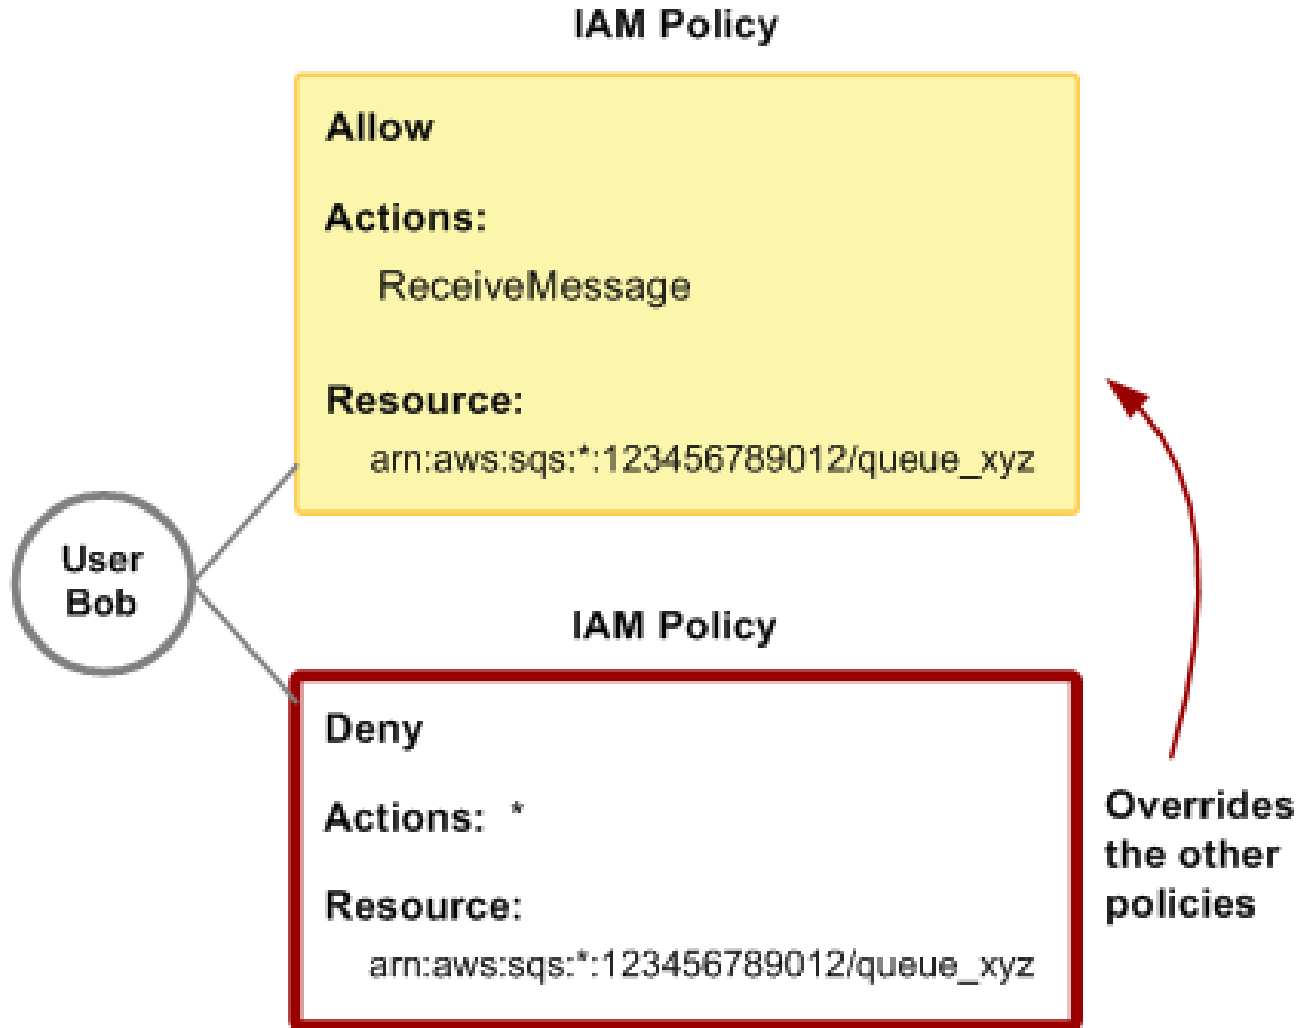 IAM Policy
Allow
Actions:
ReceiveMessage
Resource:
arn:aws:sqs:*:123456789012/queue_xyz
User
Bob
IAM Policy
Deny
Actions: *
Resource:
arn:aws:sqs:*:123456789012/queue_xyz
Overrides
the other
policies